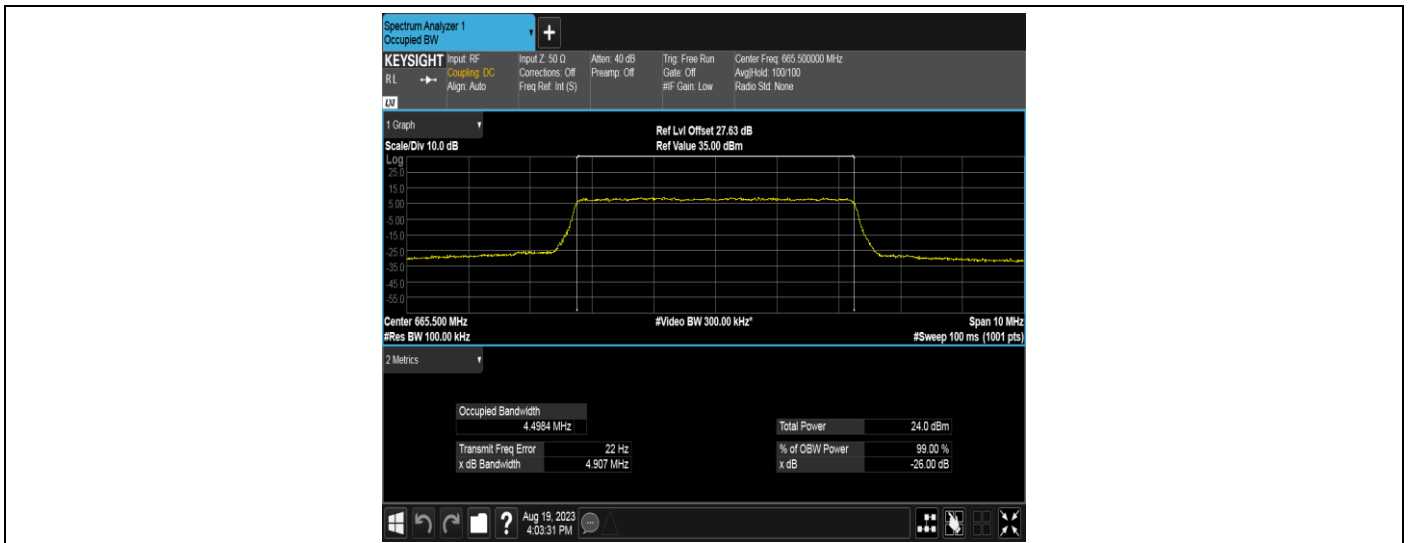 Spectrum Analyzer 1
Occupied BW
+
KEYSIGHT
RL
LXI
Input: RF
Coupling: DC
Align: Auto
Input Z: 50 Ω
Corrections: Off
Freq Ref: Int (S)
Atten: 40 dB
Preamp: Off
Trig: Free Run
Gate: Off
#IF Gain: Low
Center Freq: 665.500000 MHz
Avg|Hold: 100/100
Radio Std: None
1 Graph
Ref Lvl Offset 27.63 dB
Scale/Div 10.0 dB
Ref Value 35.00 dBm
Log
25.0
15.0
5.00
-5.00
-15.0
-25.0
-35.0
-45.0
-55.0
Center 665.500 MHz
#Video BW 300.00 kHz*
Span 10 MHz
#Res BW 100.00 kHz
#Sweep 100 ms (1001 pts)
2 Metrics
Occupied Bandwidth
4.4984 MHz
Total Power 24.0 dBm
Transmit Freq Error 22 Hz
% of OBW Power 99.00 %
x dB Bandwidth 4.907 MHz
x dB -26.00 dB
?
Aug 19, 2023
4:03:31 PM